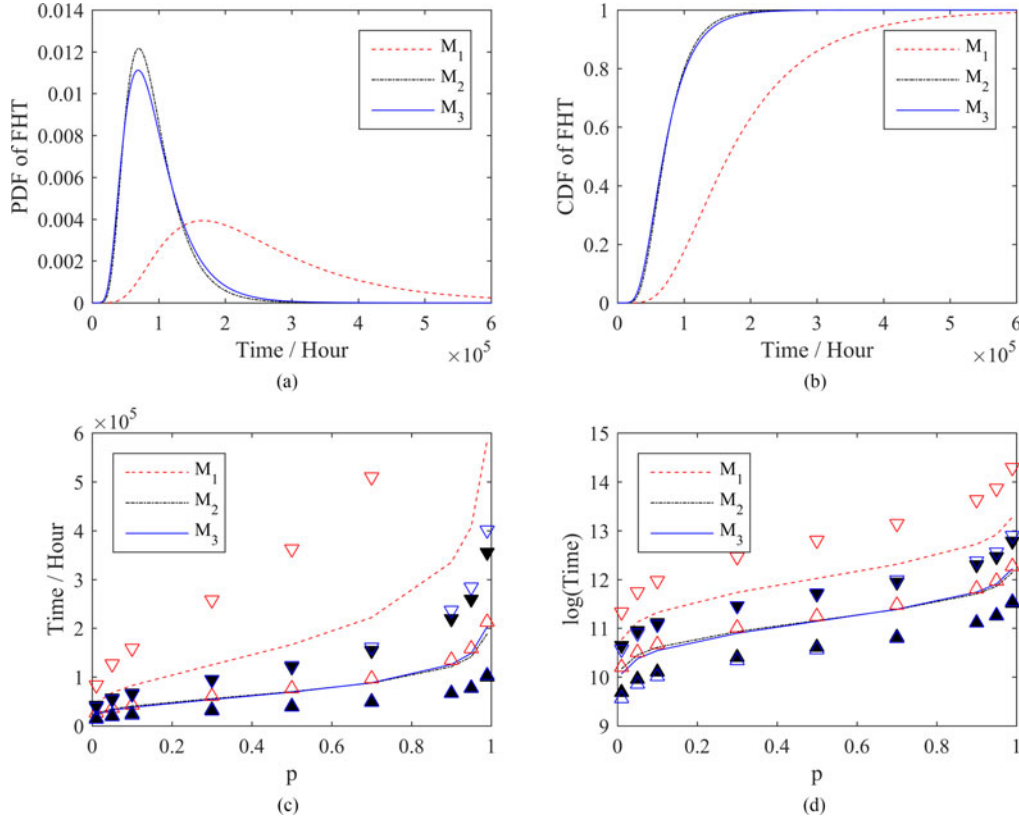 0.014
0.012
0.01
0.008
0.006
0.004
0.002
0
PDF of FHT
M1
M2
M3
0 1 2 3 4 5 6
Time / Hour
×10^5
(a)
1
0.8
0.6
0.4
0.2
0
CDF of FHT
M1
M2
M3
0 1 2 3 4 5 6
Time / Hour
×10^5
(b)
×10^5
6
5
4
3
2
1
0
Time / Hour
M1
M2
M3
0 0.2 0.4 0.6 0.8 1
p
(c)
15
14
13
12
11
10
9
log(Time)
M1
M2
M3
0 0.2 0.4 0.6 0.8 1
p
(d)